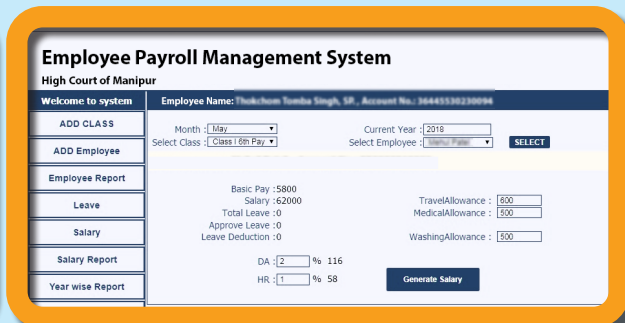 Employee Payroll Management System
High Court of Manipur
Welcome to system
Employee Name: Thokchom Tomba Singh, SP., Account No.: 36445530230094
ADD CLASS
ADD Employee
Employee Report
Leave
Salary
Salary Report
Year wise Report
Month : May Current Year : 2018
Select Class : Class I 6th Pay Select Employee : SELECT
Basic Pay :5800
Salary :62000 TravelAllowance : 600
Total Leave :0 MedicalAllowance : 500
Approve Leave :0
Leave Deduction :0 WashingAllowance : 500
DA : 2 % 116
HR : 1 % 58 Generate Salary